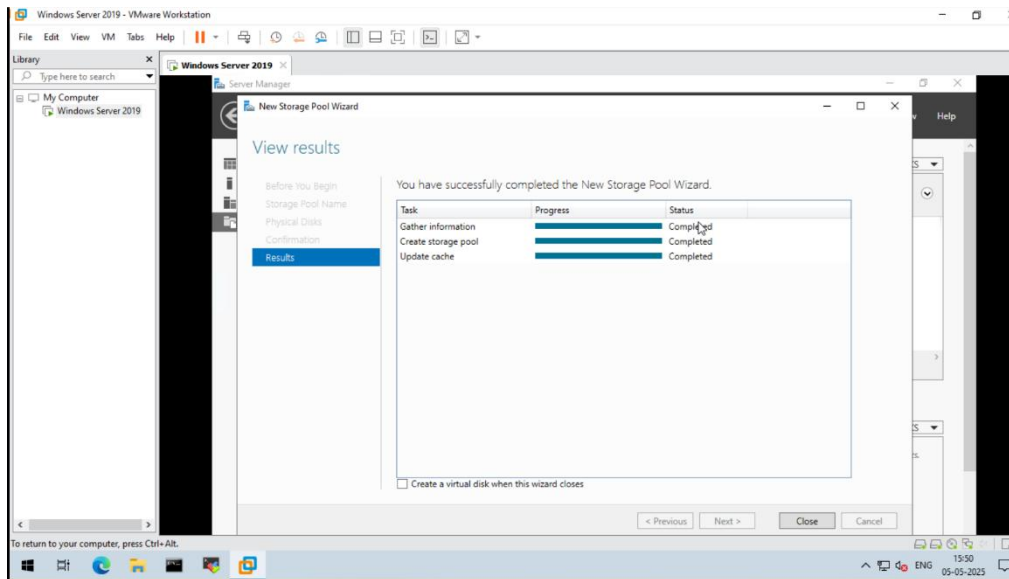 Windows Server 2019 - VMware Workstation
File Edit View VM Tabs Help
Library
Type here to search
My Computer
Windows Server 2019
Windows Server 2019
Server Manager
Help
New Storage Pool Wizard
View results
Before You Begin
Storage Pool Name
Physical Disks
Confirmation
Results
You have successfully completed the New Storage Pool Wizard.
Task Progress Status
Gather information Completed
Create storage pool Completed
Update cache Completed
Create a virtual disk when this wizard closes
< Previous Next > Close Cancel
To return to your computer, press Ctrl+Alt.
ENG
15:50
05-05-2025